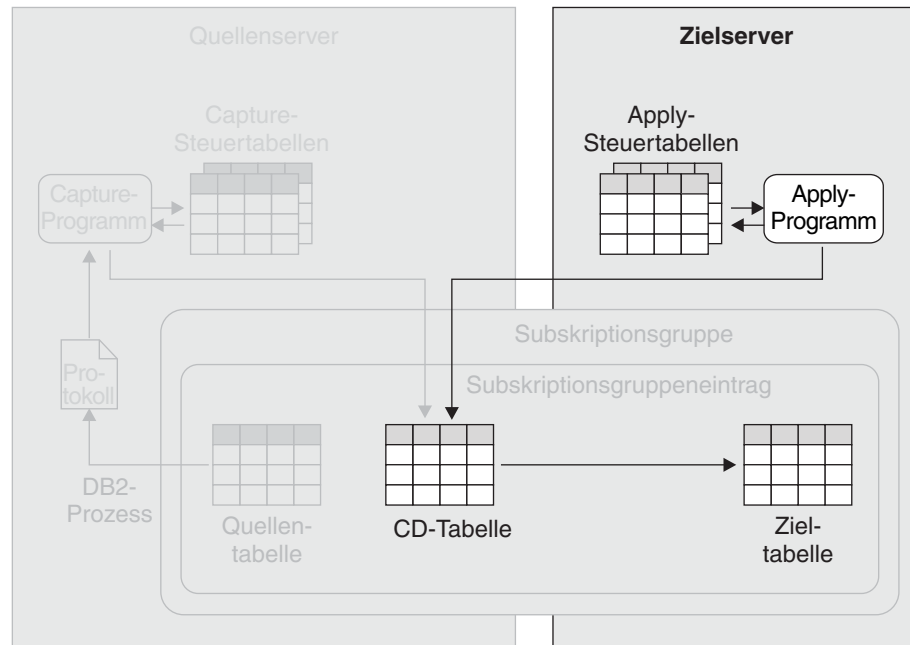 Quellenserver
Zielserver
Capture-
Steuertabellen
Apply-
Steuertabellen
Capture-
Programm
Apply-
Programm
Subskriptionsgruppe
Subskriptionsgruppeneintrag
Pro-
tokoll
DB2-
Prozess
Quellen-
tabelle
CD-Tabelle
Ziel-
tabelle